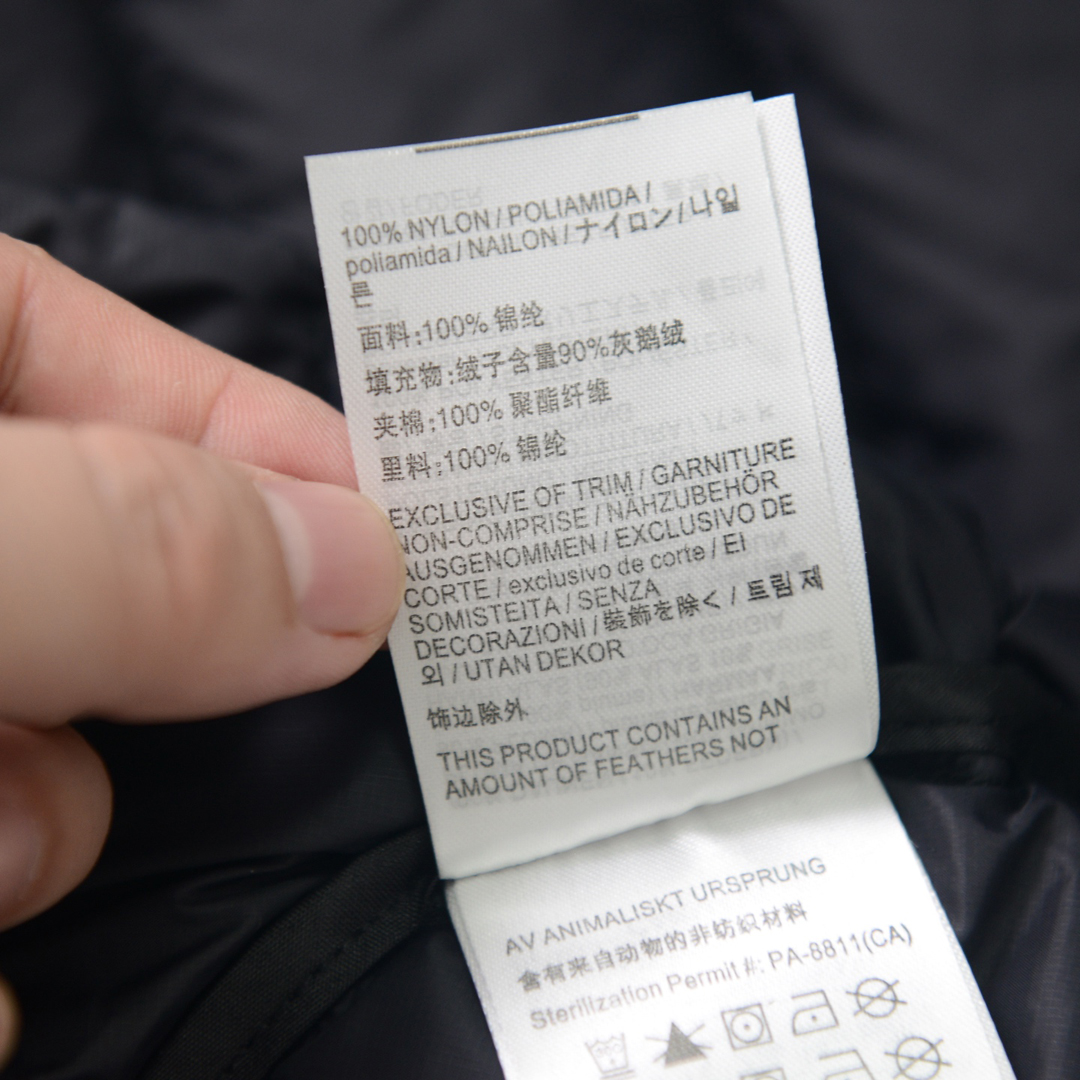 100% NYLON / POLIAMIDA /
poliamida / NAILON / ナイロン / 나일
론
面料:100% 锦纶
填充物:绒子含量90%灰鹅绒
夹棉:100% 聚酯纤维
里料:100% 锦纶
EXCLUSIVE OF TRIM / GARNITURE
NON-COMPRISE / NÄHZUBEHÖR
AUSGENOMMEN / EXCLUSIVO DE
CORTE / exclusivo de corte / EI
SOMISTEITA / SENZA
DECORAZIONI / 装飾を除く / 트림 제
외 / UTAN DEKOR
饰边除外
THIS PRODUCT CONTAINS AN
AMOUNT OF FEATHERS NOT
AV ANIMALISKT URSPRUNG
含有来自动物的非纺织材料
Sterilization Permit #: PA-8811(CA)